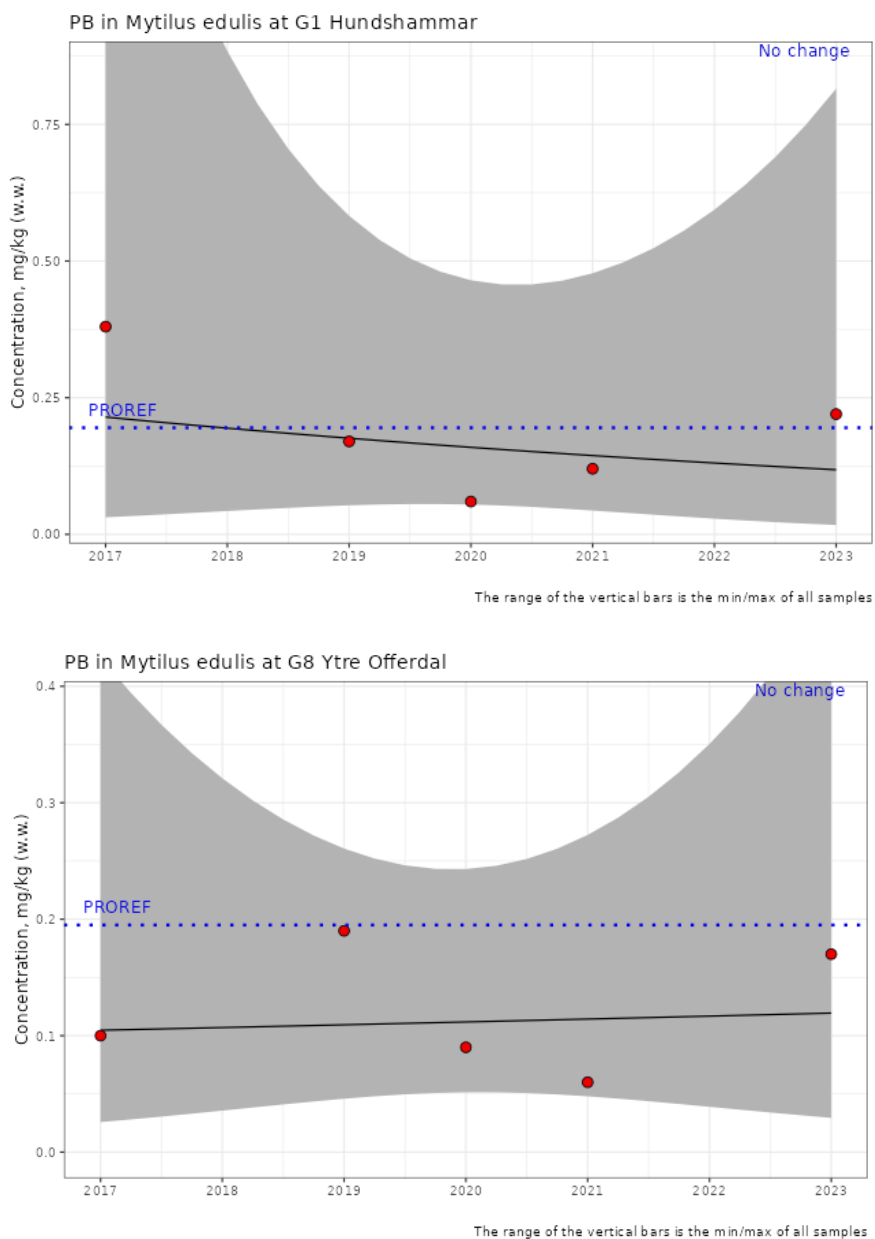 PB in Mytilus edulis at G1 Hundshammar
No change
0.75
0.50
0.25
0.00
Concentration, mg/kg (w.w.)
PROREF
2017 2018 2019 2020 2021 2022 2023
The range of the vertical bars is the min/max of all samples
PB in Mytilus edulis at G8 Ytre Offerdal
No change
0.4
0.3
0.2
0.1
0.0
Concentration, mg/kg (w.w.)
PROREF
2017 2018 2019 2020 2021 2022 2023
The range of the vertical bars is the min/max of all samples